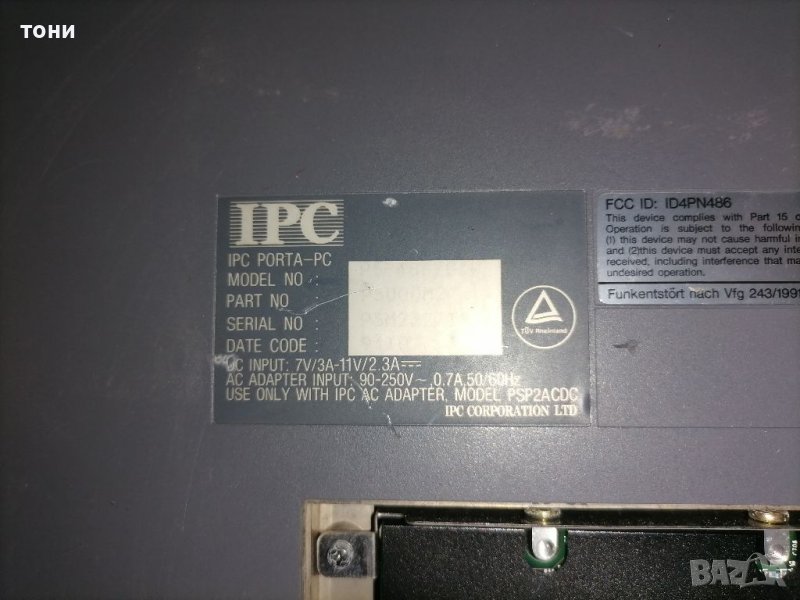 тони
IPC
IPC PORTA-PC
MODEL NO :
PART NO :
SERIAL NO :
DATE CODE :
DC INPUT: 7V/3A-11V/2.3A⎓
AC ADAPTER INPUT: 90-250V~ 0.7A,50/60Hz
USE ONLY WITH IPC AC ADAPTER, MODEL PSP2ACDC
IPC CORPORATION LTD
TÜV Rheinland
FCC ID: ID4PN486
This device complies with Part 15 o
Operation is subject to the following
(1) this device may not cause harmful in
and (2)this device must accept any inte
received, including interference that ma
undesired operation.
Funkentstört nach Vfg 243/1991
BAZAR